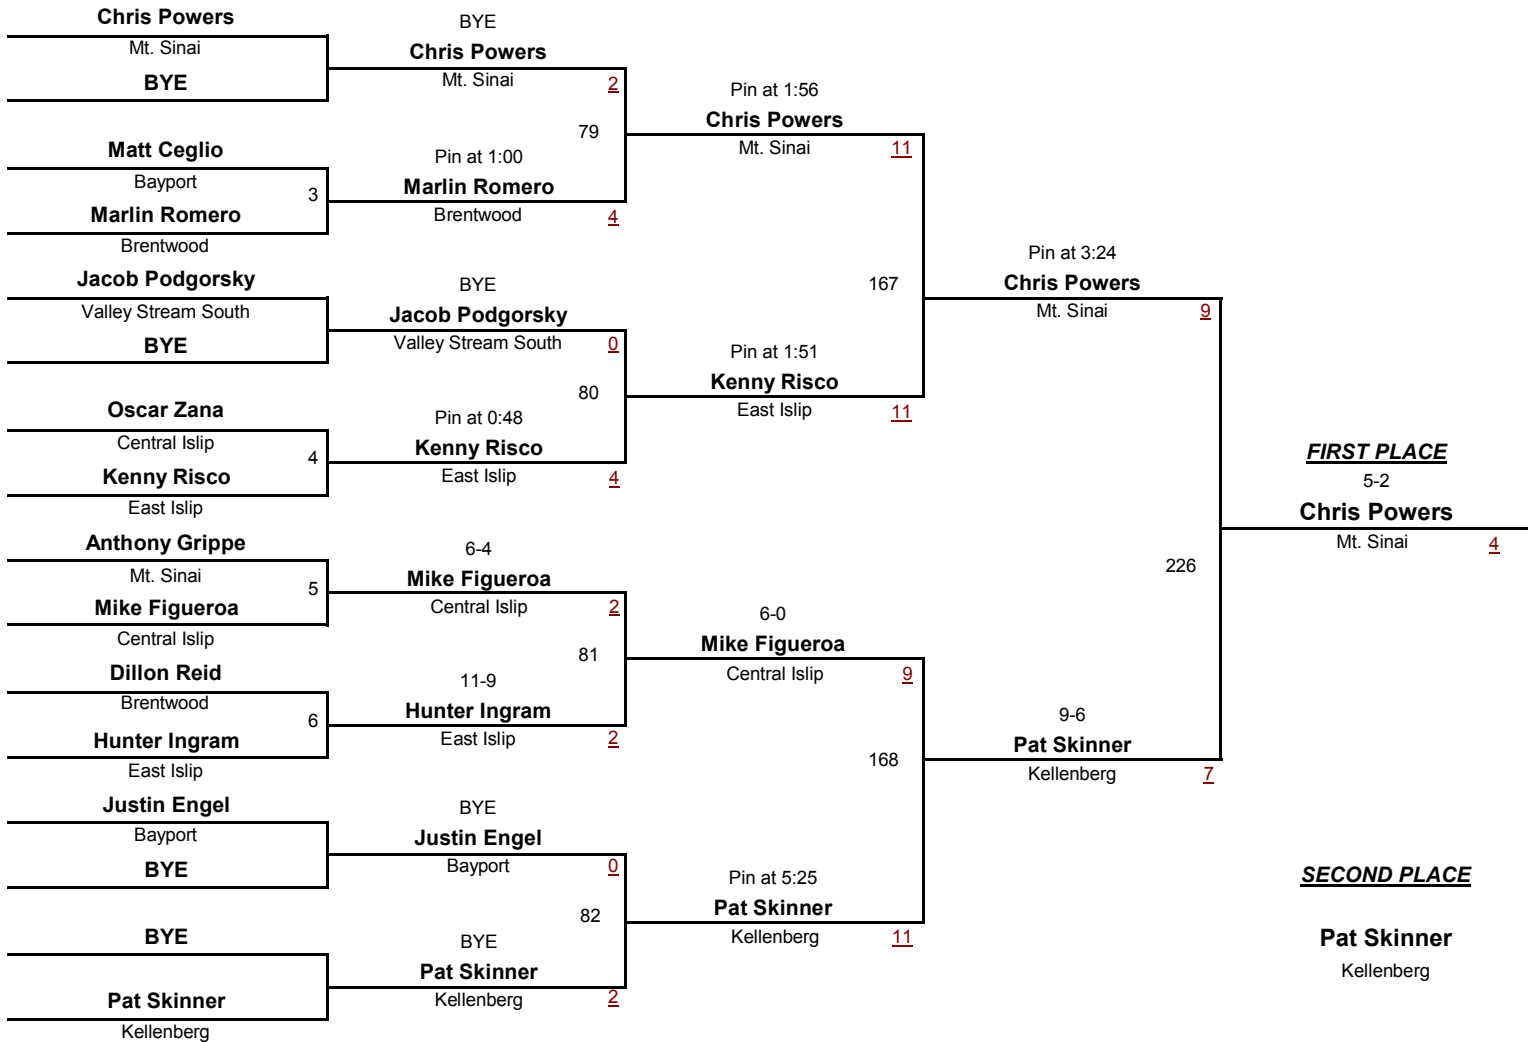 Chris Powers
Mt. Sinai
BYE
Matt Ceglio
Bayport
3
Marlin Romero
Brentwood
Jacob Podgorsky
Valley Stream South
BYE
Oscar Zana
Central Islip
4
Kenny Risco
East Islip
Anthony Grippe
Mt. Sinai
5
Mike Figueroa
Central Islip
Dillon Reid
Brentwood
6
Hunter Ingram
East Islip
Justin Engel
Bayport
BYE
BYE
Pat Skinner
Kellenberg
BYE
Chris Powers
Mt. Sinai
2
79
Pin at 1:00
Marlin Romero
Brentwood
4
BYE
Jacob Podgorsky
Valley Stream South
0
80
Pin at 0:48
Kenny Risco
East Islip
4
6-4
Mike Figueroa
Central Islip
2
81
11-9
Hunter Ingram
East Islip
2
BYE
Justin Engel
Bayport
0
82
BYE
Pat Skinner
Kellenberg
2
Pin at 1:56
Chris Powers
Mt. Sinai
11
167
Pin at 1:51
Kenny Risco
East Islip
11
6-0
Mike Figueroa
Central Islip
9
168
Pin at 5:25
Pat Skinner
Kellenberg
11
Pin at 3:24
Chris Powers
Mt. Sinai
9
226
9-6
Pat Skinner
Kellenberg
7
FIRST PLACE
5-2
Chris Powers
Mt. Sinai
4
SECOND PLACE
Pat Skinner
Kellenberg